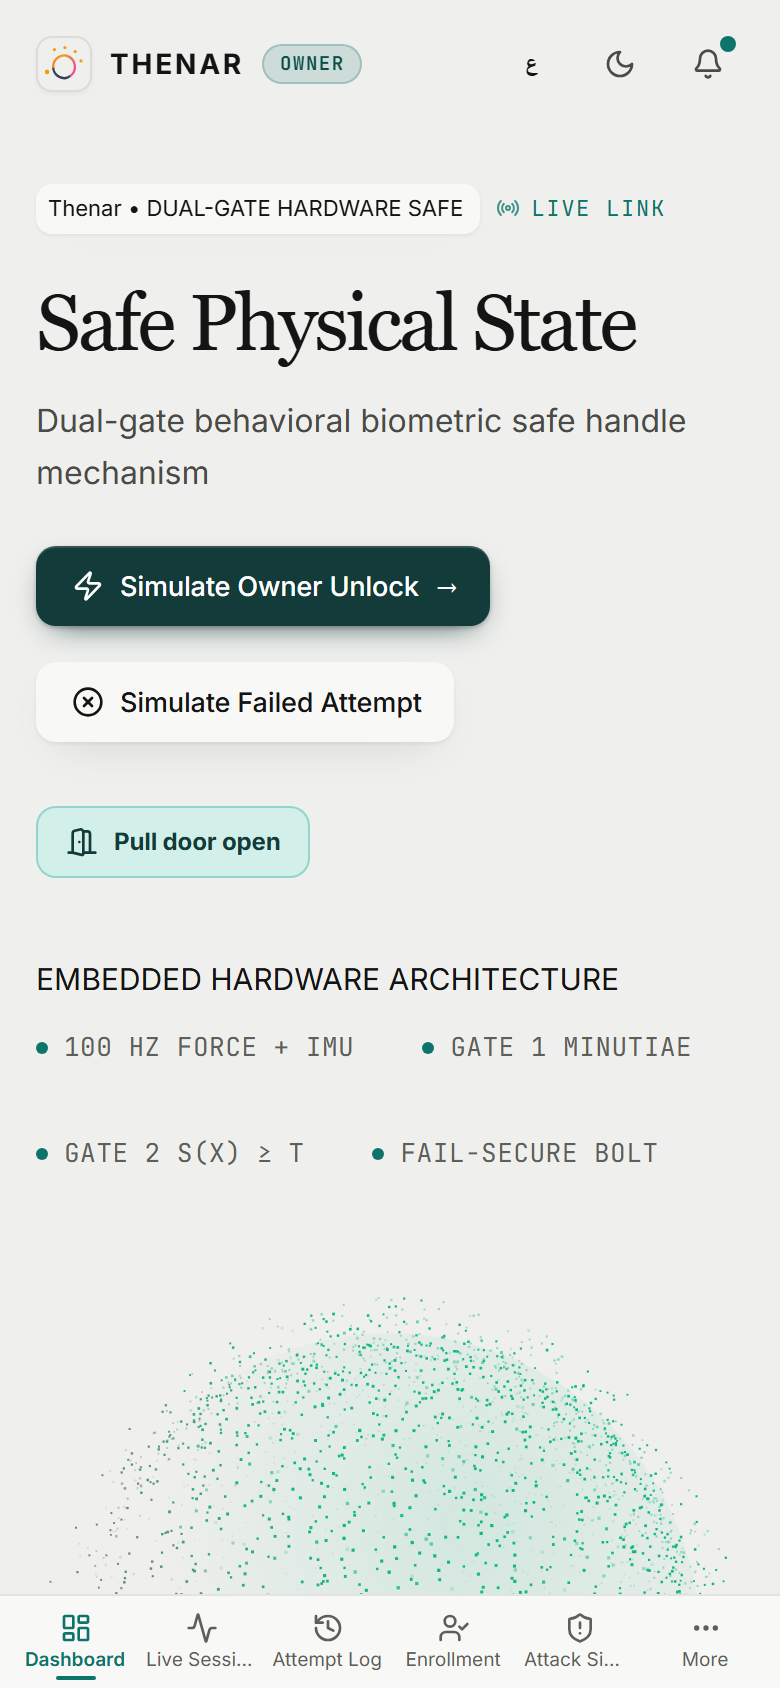 THENAR OWNER ع
Thenar • DUAL-GATE HARDWARE SAFE LIVE LINK
Safe Physical State
Dual-gate behavioral biometric safe handle
mechanism
Simulate Owner Unlock →
Simulate Failed Attempt
Pull door open
EMBEDDED HARDWARE ARCHITECTURE
100 HZ FORCE + IMU GATE 1 MINUTIAE
GATE 2 S(X) ≥ T FAIL-SECURE BOLT
Dashboard Live Sessi... Attempt Log Enrollment Attack Si... More